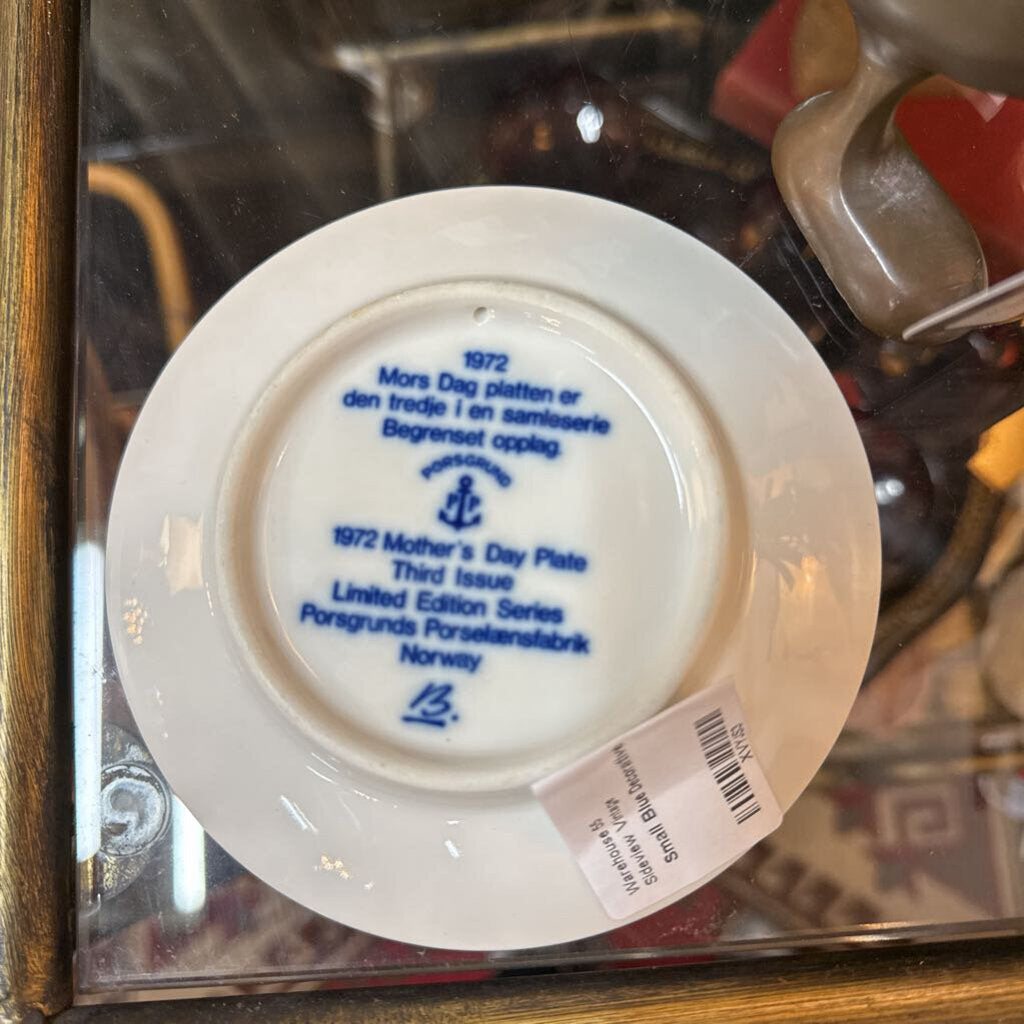 1972
Mors Dag platten er
den tredje i en samleserie
Begrenset opplag.
PORSGRUND
P P
1972 Mother's Day Plate
Third Issue
Limited Edition Series
Porsgrunds Porselænsfabrik
Norway
B.
Warehouse 55
Sideview Vintage
Small Blue Decorative